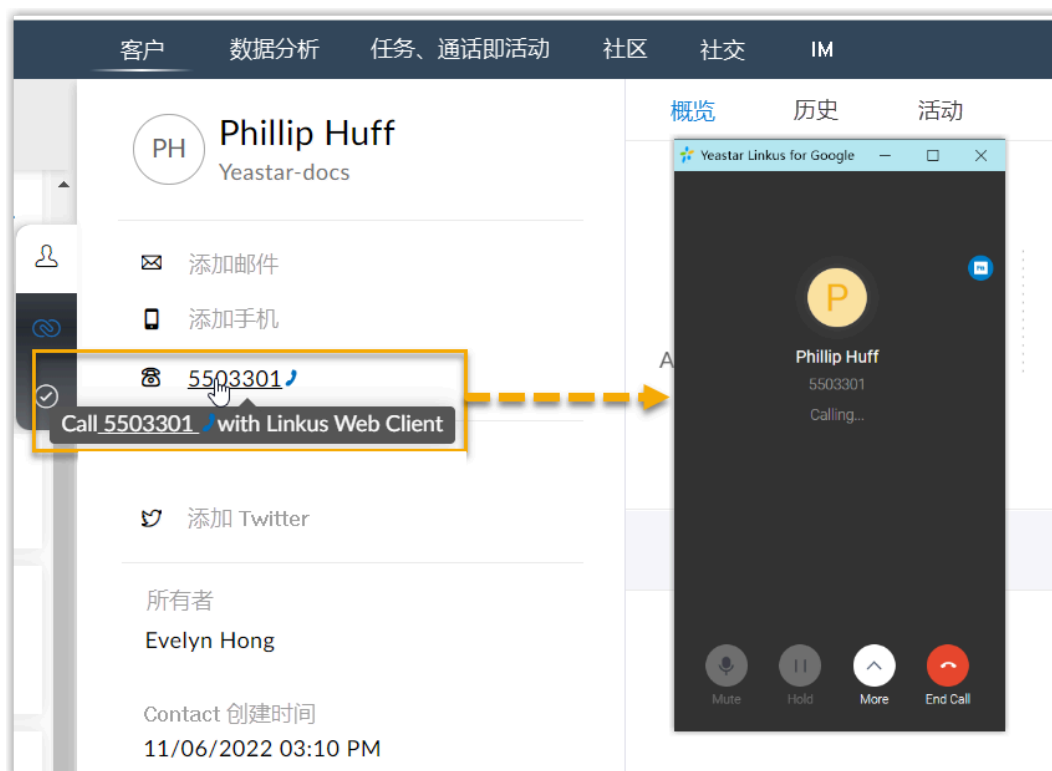 客户 数据分析 任务、通话即活动 社区 社交 IM
PH
Phillip Huff
Yeastar-docs
添加邮件
添加手机
5503301
Call 5503301 with Linkus Web Client
添加 Twitter
所有者
Evelyn Hong
Contact 创建时间
11/06/2022 03:10 PM
概览 历史 活动
A
Yeastar Linkus for Google
P
Phillip Huff
5503301
Calling...
Mute Hold More End Call